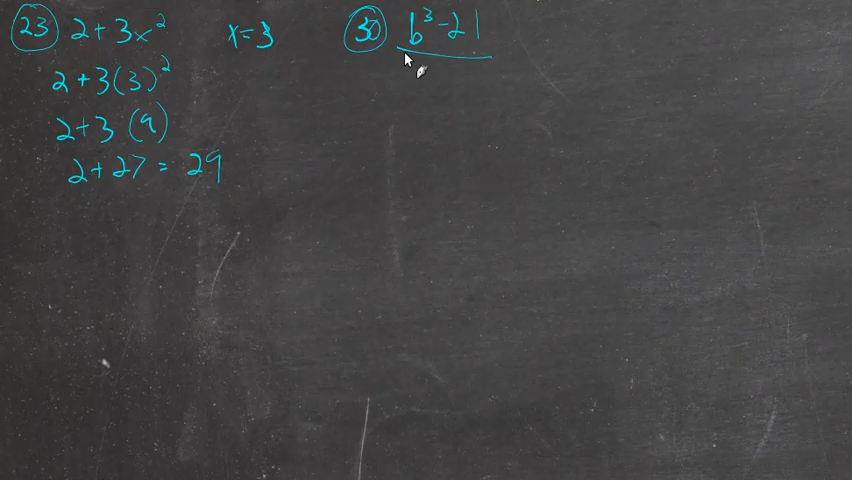 23 2 + 3x² x = 3
2 + 3(3)²
2 + 3 (9)
2 + 27 = 29
30 b³ - 21